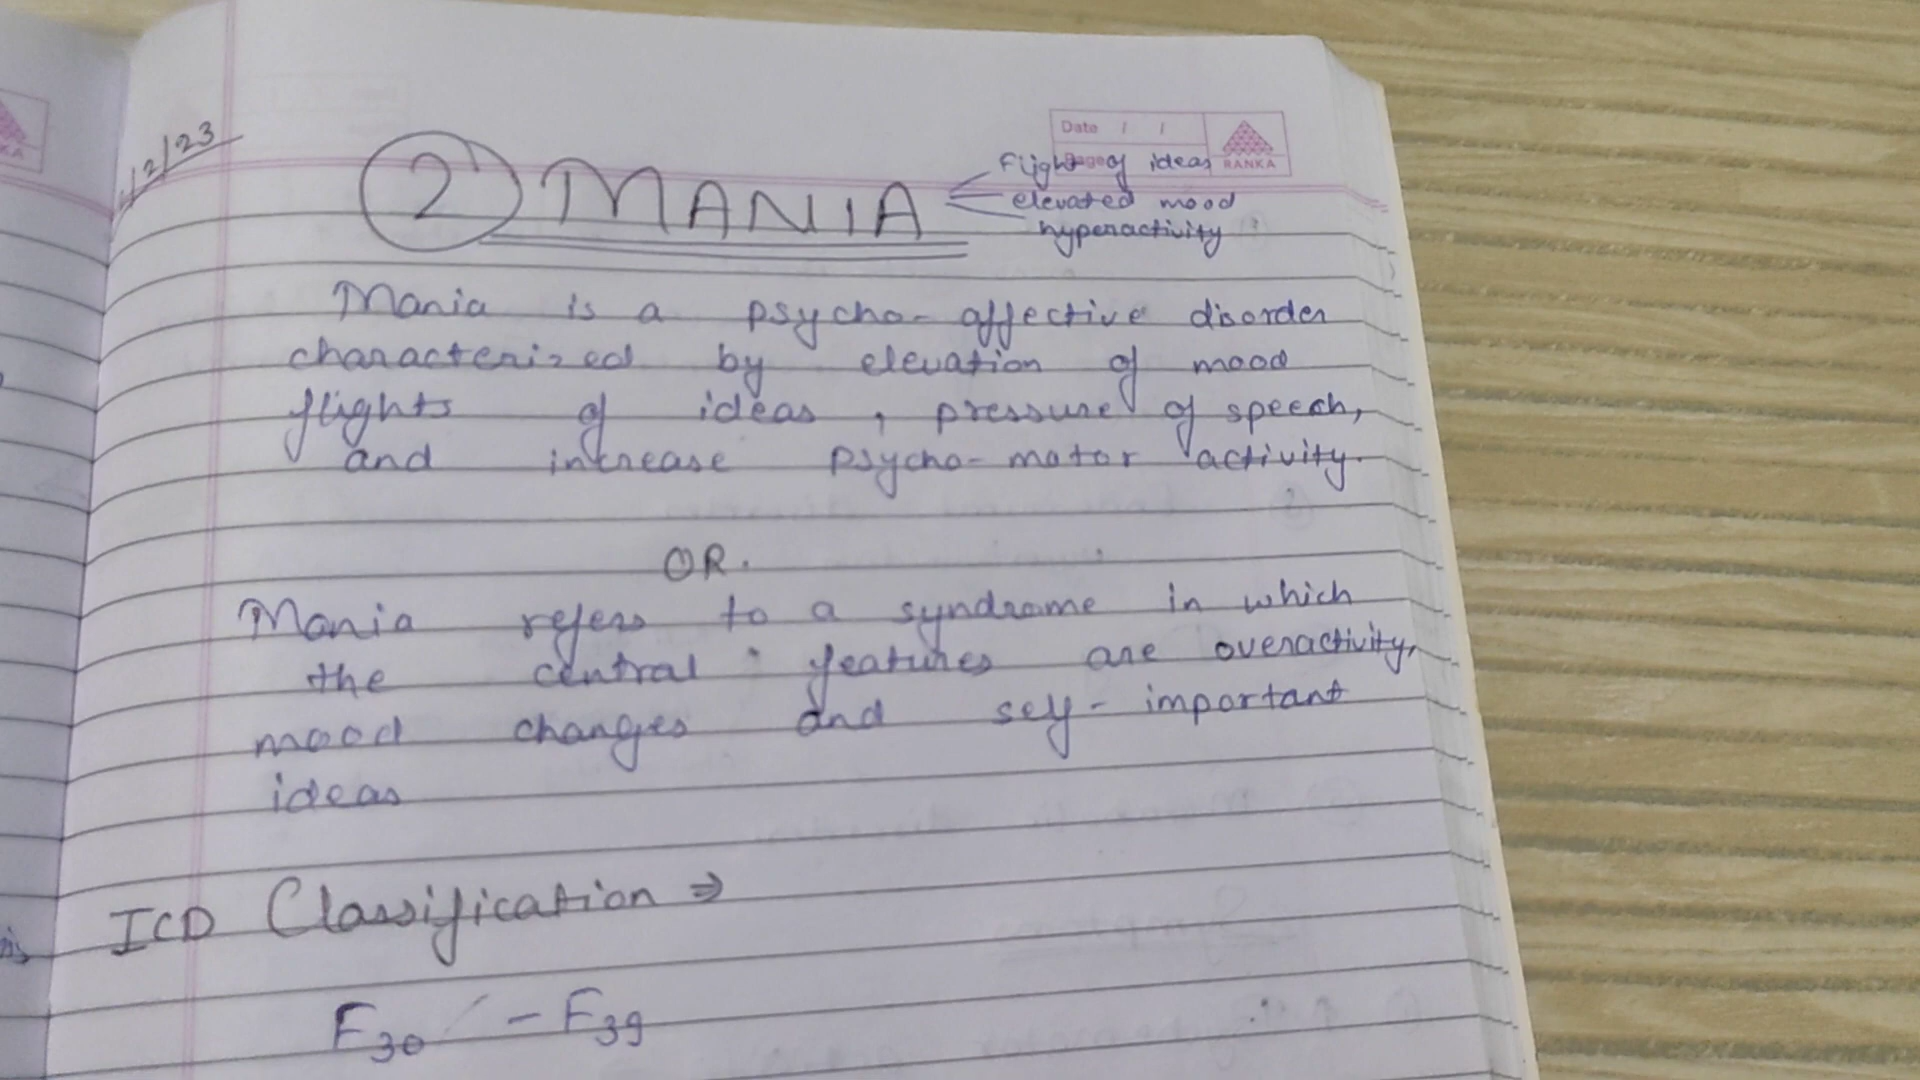 /2/23
Date / /
RANKA
② MANIA
Flight of ideas
elevated mood
hyperactivity
Mania is a psycho-affective disorder
characterized by elevation of mood
flights of ideas, pressure of speech,
and increase psycho-motor activity.
OR.
Mania refers to a syndrome in which
the central features are overactivity,
mood changes and self-important
ideas
ICD Classification ⇒
F30 - F39